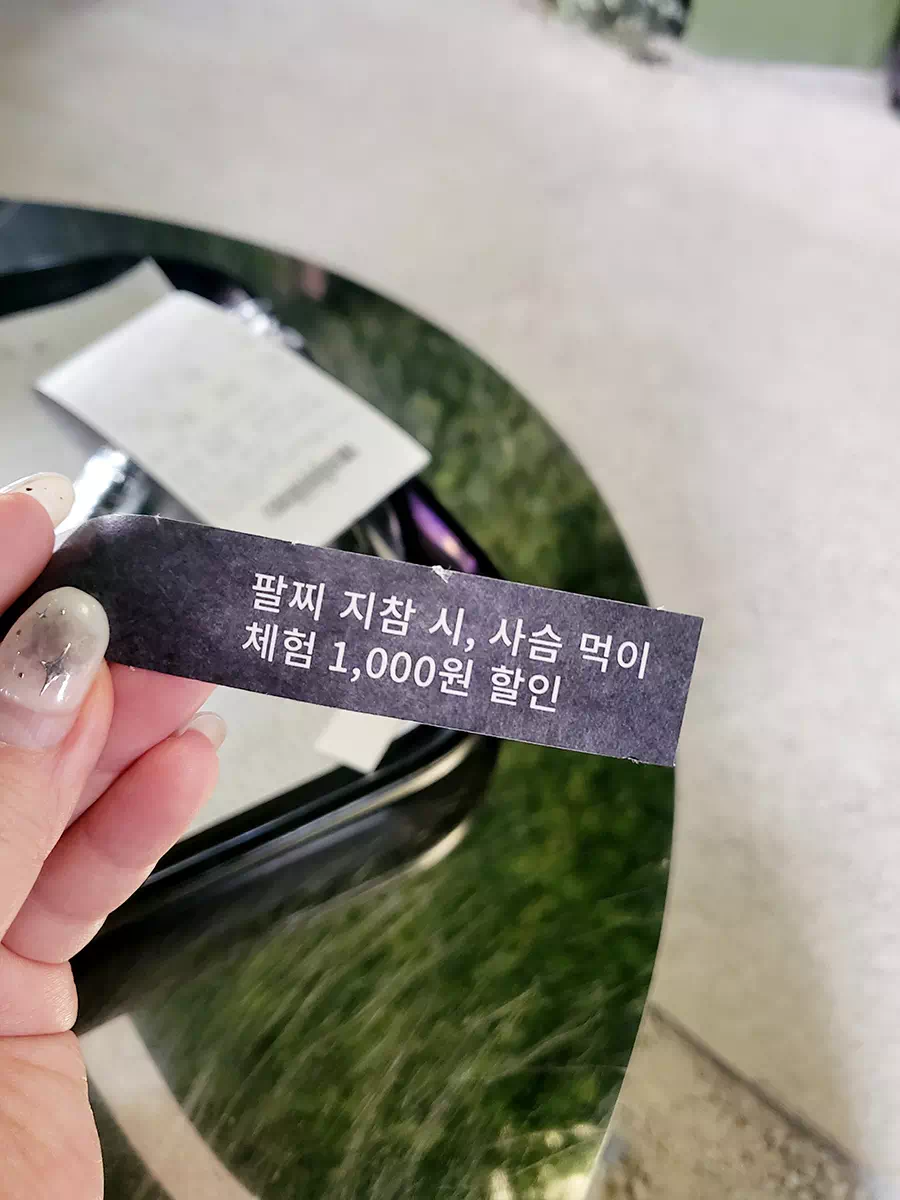 팔찌 지참 시, 사슴 먹이
체험 1,000원 할인